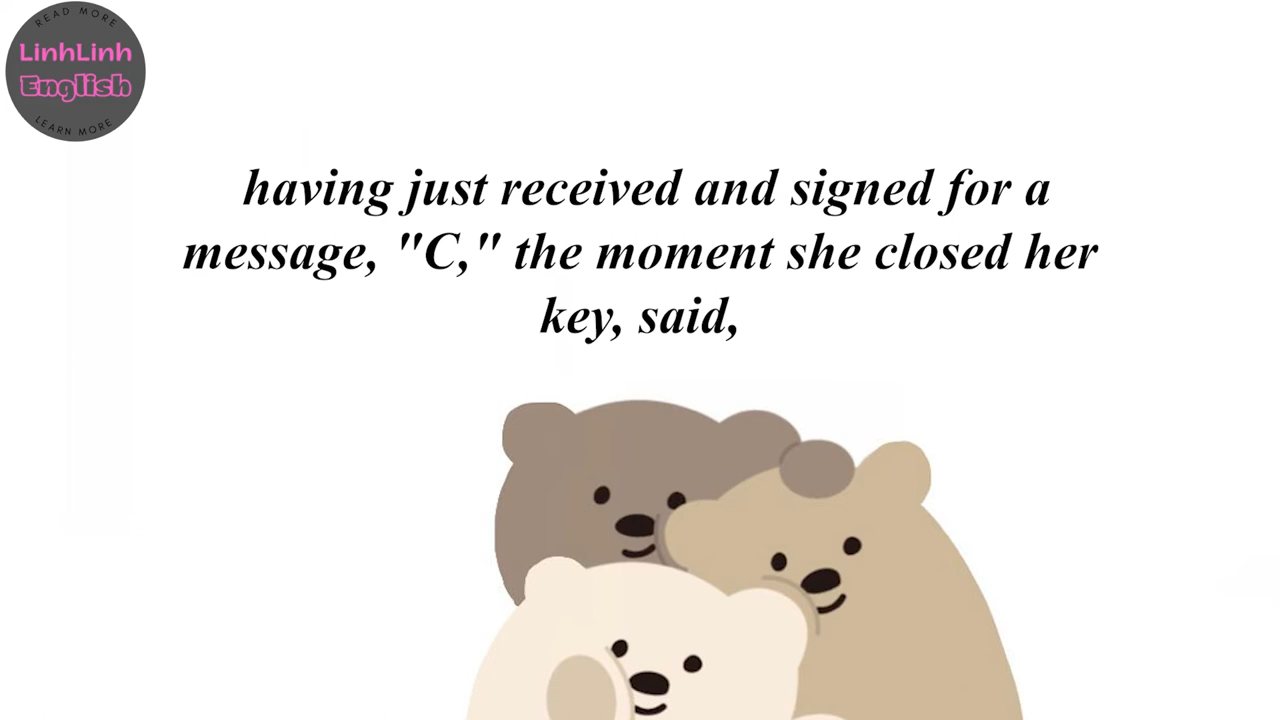 READ MORE
LinhLinh
English
LEARN MORE
having just received and signed for a
message, "C," the moment she closed her
key, said,